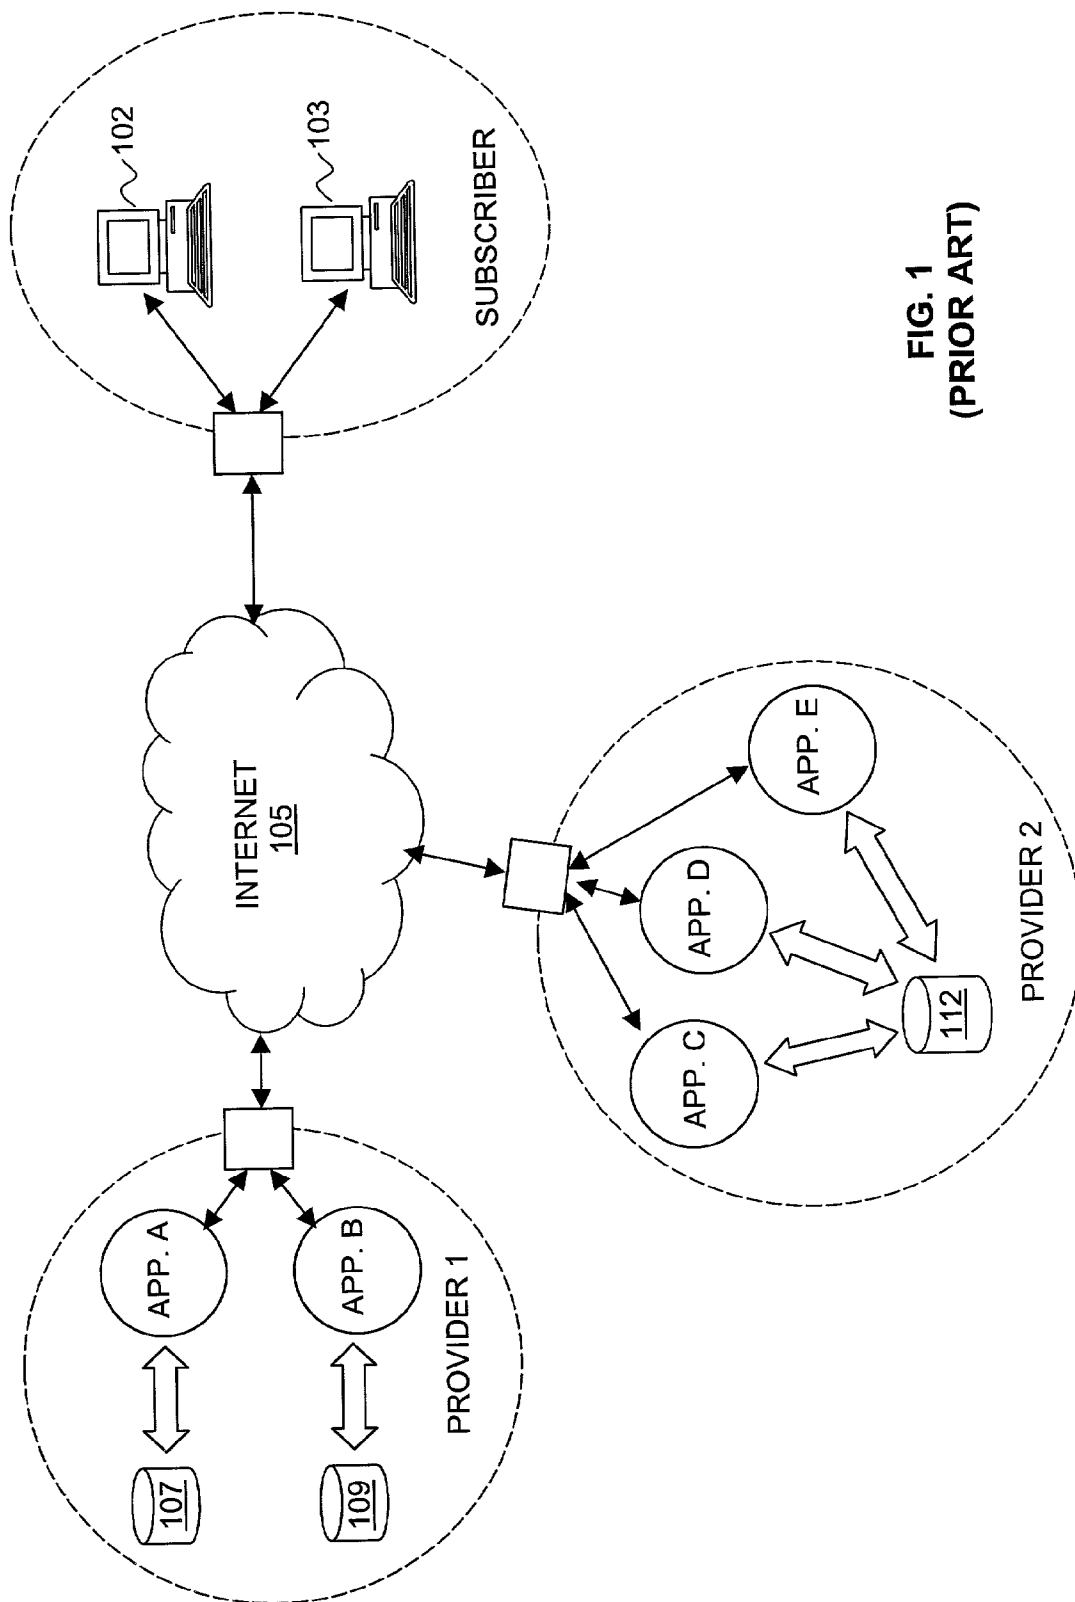 107
APP. A
109
APP. B
PROVIDER 1
INTERNET
105
APP. C
APP. D
APP. E
112
PROVIDER 2
102
103
SUBSCRIBER
FIG. 1
(PRIOR ART)